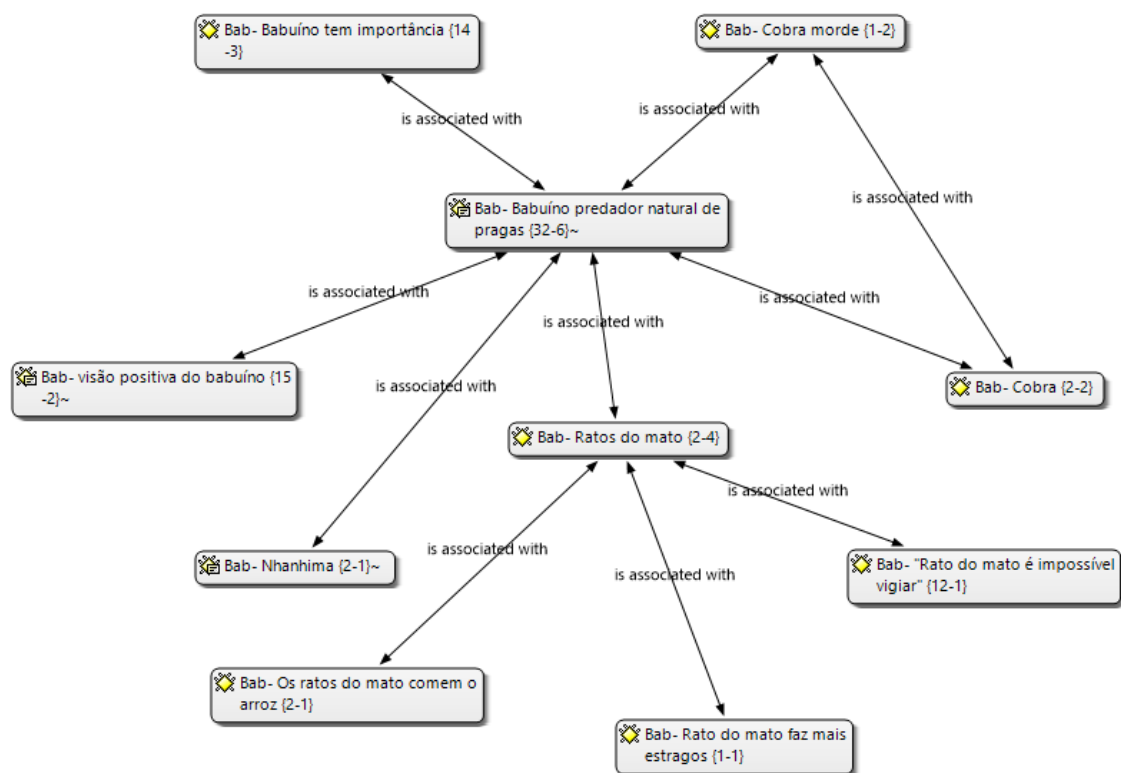 Bab- Babuíno tem importância {14
-3}
Bab- Cobra morde {1-2}
is associated with
is associated with
is associated with
Bab- Babuíno predador natural de
pragas {32-6}~
is associated with
is associated with
is associated with
is associated with
Bab- visão positiva do babuíno {15
-2}~
Bab- Cobra {2-2}
Bab- Ratos do mato {2-4}
is associated with
is associated with
is associated with
Bab- Nhanhima {2-1}~
Bab- "Rato do mato é impossível
vigiar" {12-1}
Bab- Os ratos do mato comem o
arroz {2-1}
Bab- Rato do mato faz mais
estragos {1-1}